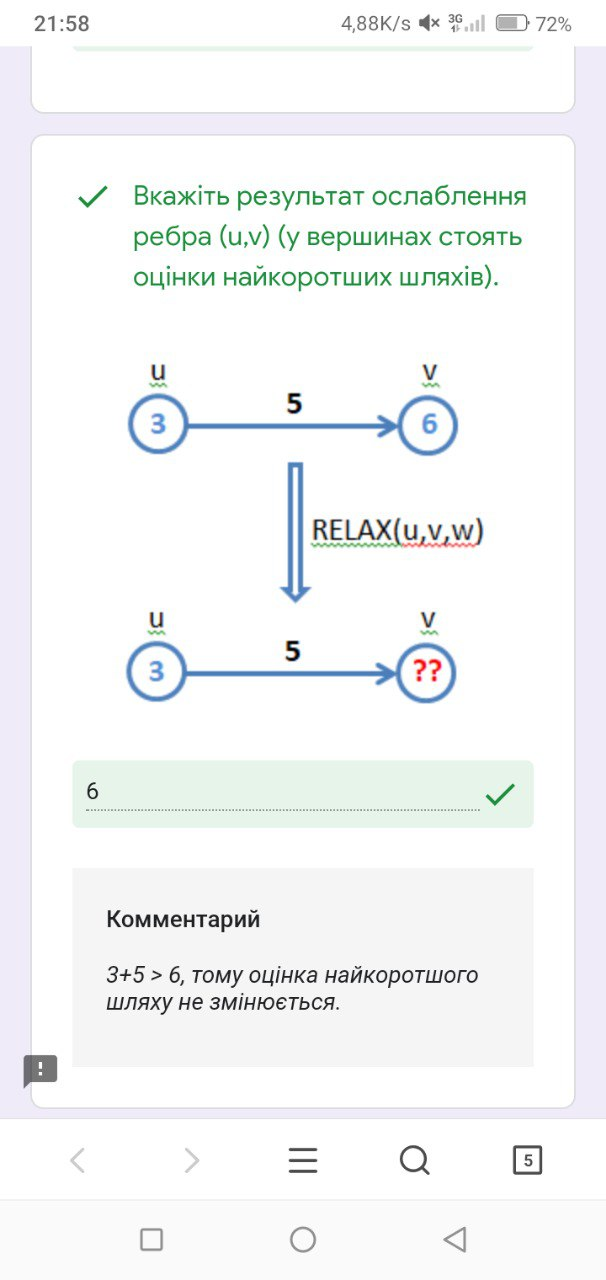 21:58 4,88K/s 3G 72%
Вкажіть результат ослаблення
ребра (u,v) (у вершинах стоять
оцінки найкоротших шляхів).
u v
5
3 6
RELAX(u,v,w)
u v
5
3 ??
6
Комментарий
3+5 > 6, тому оцінка найкоротшого
шляху не змінюється.
!
5